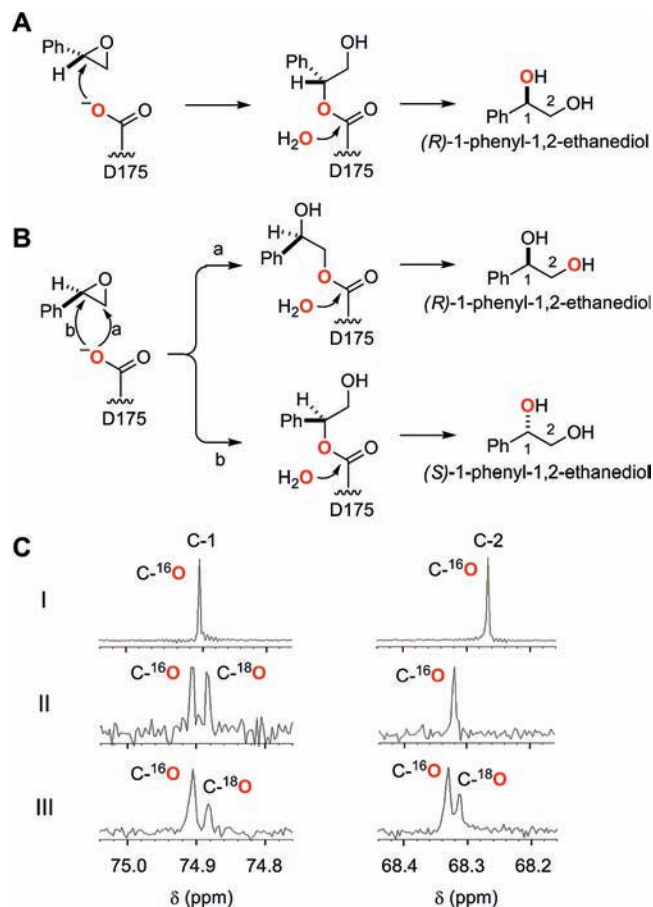 A
Ph
O
H
−O
O
D175
OH
Ph
H
O
O
H2O
D175
OH
1
2
OH
Ph
(R)-1-phenyl-1,2-ethanediol
B
H
O
Ph
b
a
−O
O
D175
a
OH
H
Ph
O
O
H2O
D175
OH
2
1
OH
Ph
(R)-1-phenyl-1,2-ethanediol
b
OH
H
Ph
O
O
H2O
D175
OH
2
1
OH
Ph
(S)-1-phenyl-1,2-ethanediol
C
C-1
C-2
I
C-16O
C-16O
II
C-16O
C-18O
C-16O
III
C-16O
C-18O
C-16O
C-18O
75.0 74.9 74.8
68.4 68.3 68.2
δ (ppm)
δ (ppm)